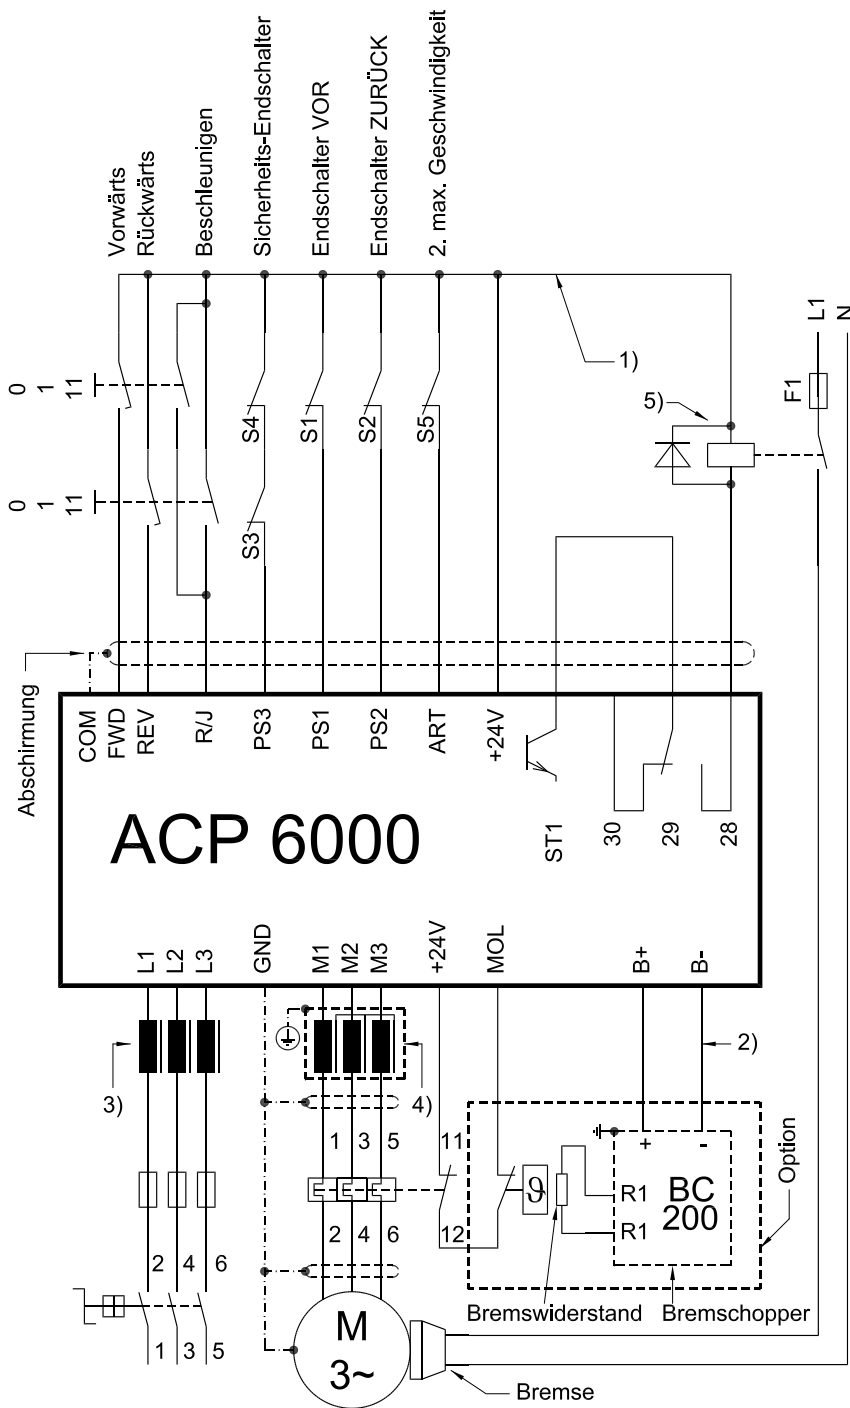 Vorwärts
Rückwärts
Beschleunigen
Sicherheits-Endschalter
Endschalter VOR
Endschalter ZURÜCK
2. max. Geschwindigkeit
0
1
11
0
1
11
S4
S1
S2
S5
S3
1)
5)
F1
L1
N
Abschirmung
COM
FWD
REV
R/J
PS3
PS1
PS2
ART
+24V
ST1
30
29
28
ACP 6000
L1
L2
L3
GND
M1
M2
M3
+24V
MOL
B+
B-
3)
4)
2)
1
3
5
11
2
4
6
12
ϑ
+
-
R1
R1
BC
200
Option
Bremswiderstand
Bremschopper
2
4
6
1
3
5
M
3~
Bremse